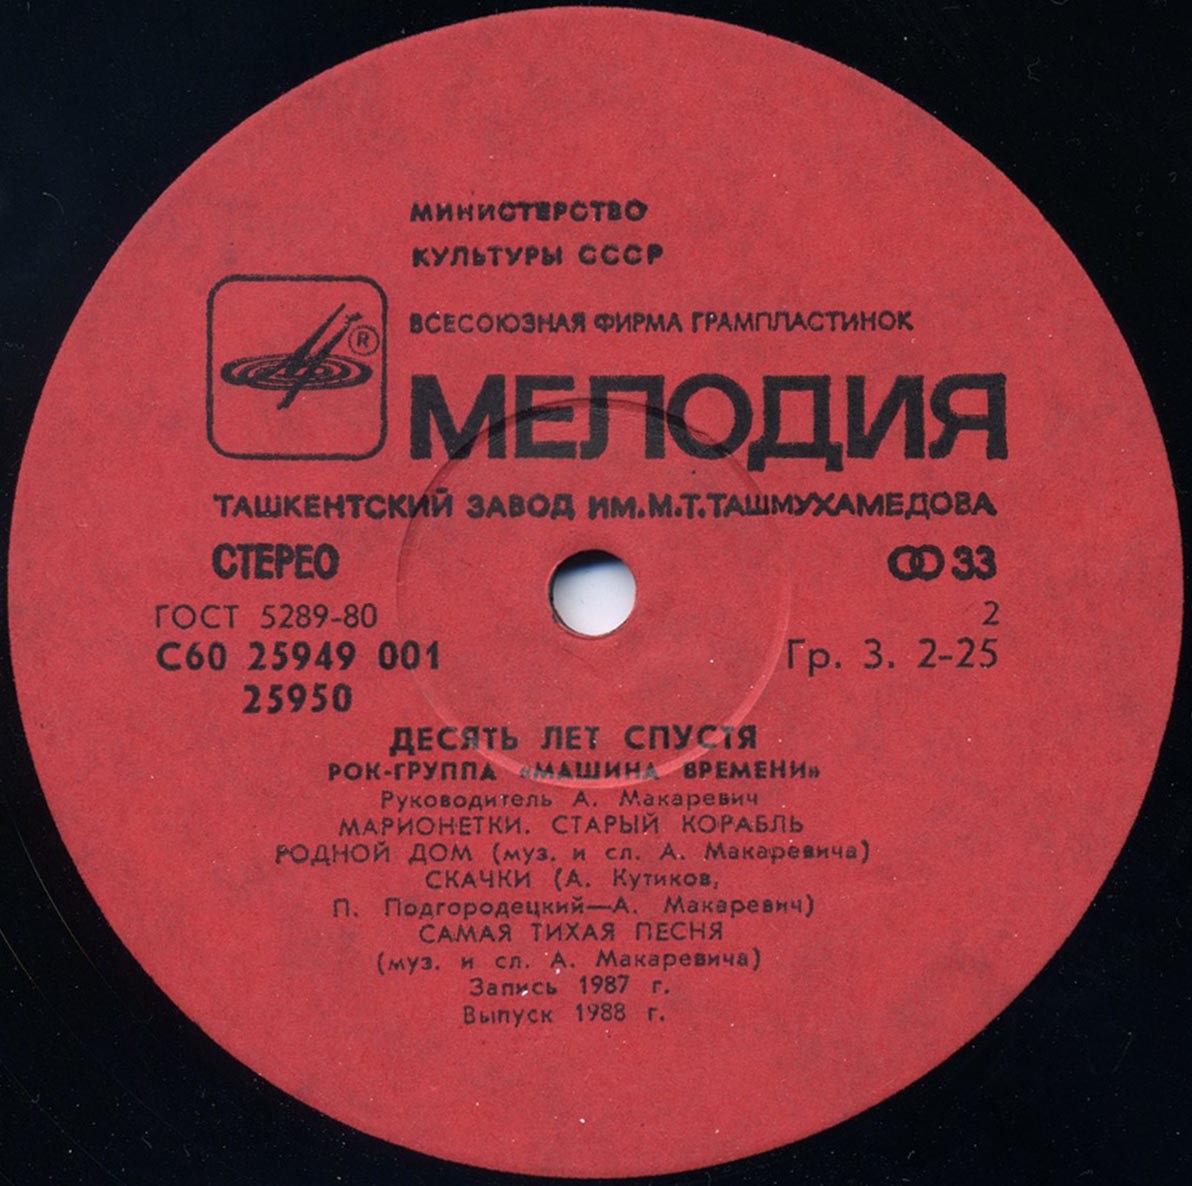 МИНИСТЕРСТВО
КУЛЬТУРЫ СССР
ВСЕСОЮЗНАЯ ФИРМА ГРАМПЛАСТИНОК
®
МЕЛОДИЯ
ТАШКЕНТСКИЙ ЗАВОД ИМ.М.Т.ТАШМУХАМЕДОВА
СТЕРЕО 33
ГОСТ 5289-80 2
С60 25949 001 Гр. 3. 2-25
25950
ДЕСЯТЬ ЛЕТ СПУСТЯ
РОК-ГРУППА «МАШИНА ВРЕМЕНИ»
Руководитель А. Макаревич
МАРИОНЕТКИ. СТАРЫЙ КОРАБЛЬ
РОДНОЙ ДОМ (муз. и сл. А. Макаревича)
СКАЧКИ (А. Кутиков,
П. Подгородецкий—А. Макаревич)
САМАЯ ТИХАЯ ПЕСНЯ
(муз. и сл. А. Макаревича)
Запись 1987 г.
Выпуск 1988 г.